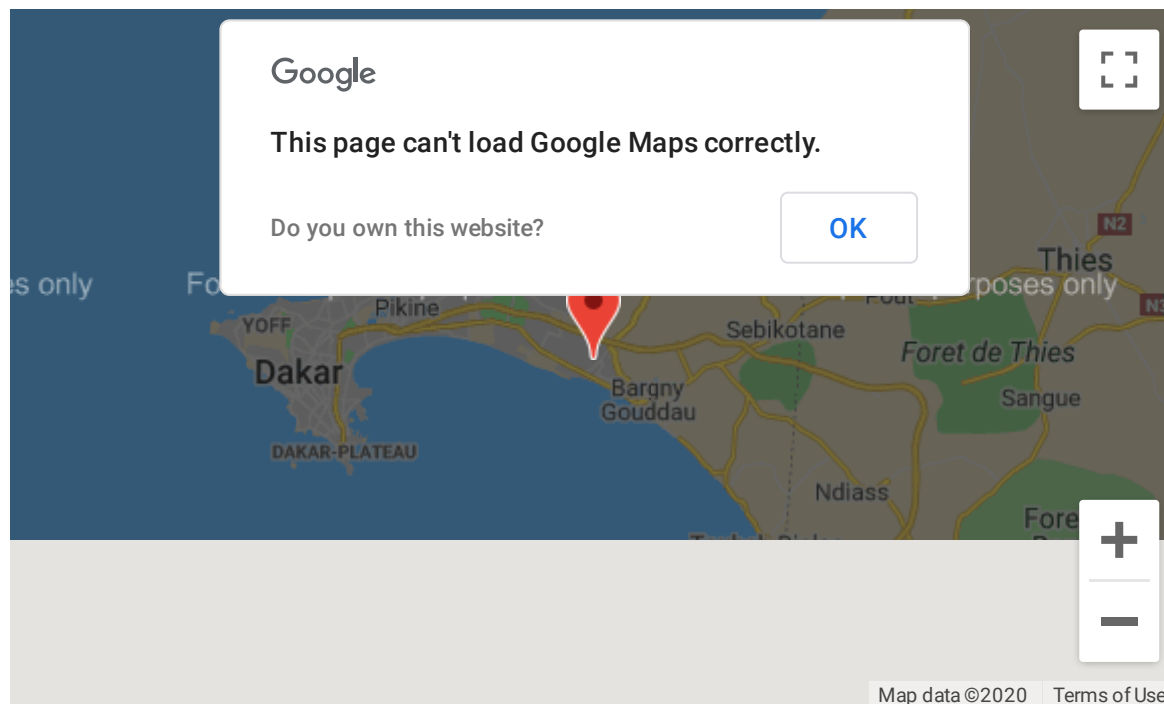 Google
This page can't load Google Maps correctly.
Do you own this website?
OK
N2
Thies
only
rposes only
N3
Pikine
YOFF
Sebikotane
Foret de Thies
Dakar
Bargny
Gouddau
Sangue
DAKAR-PLATEAU
Ndiass
Fore
Map data ©2020
Terms of Use